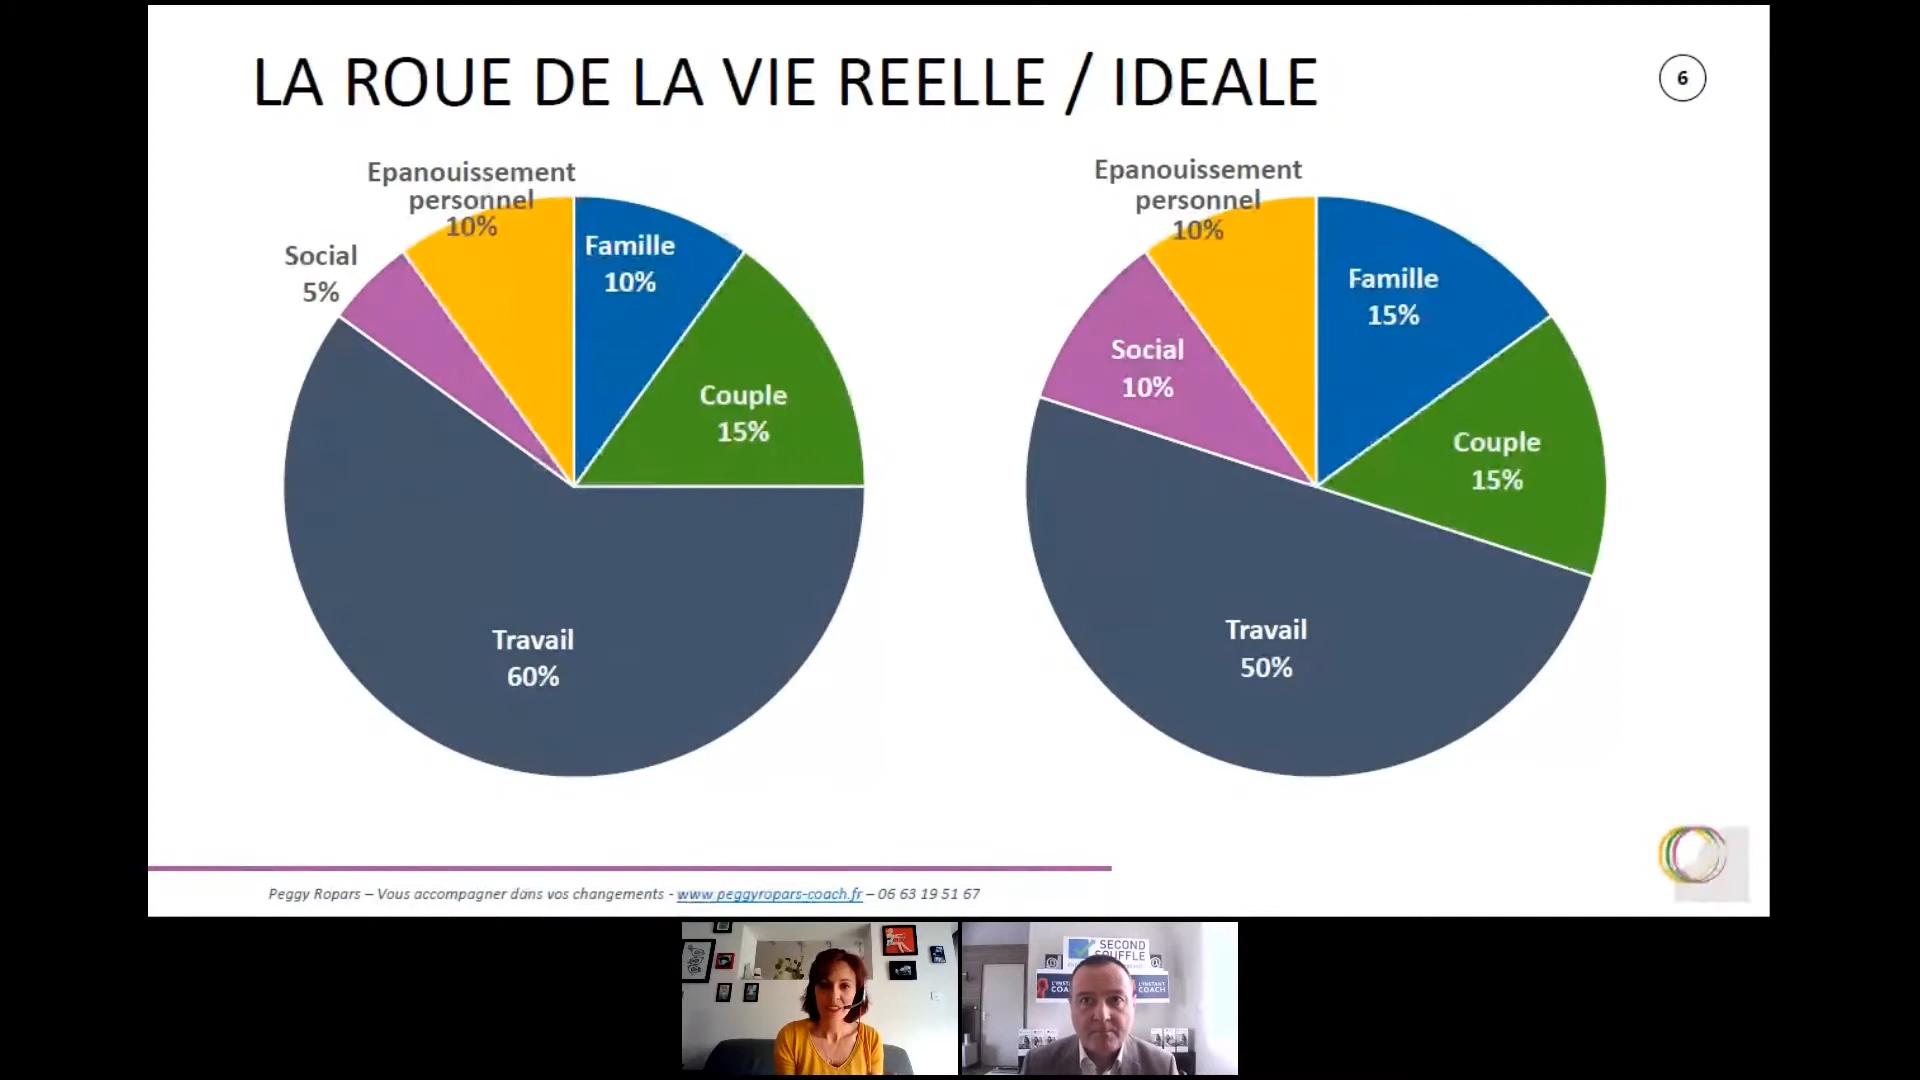 LA ROUE DE LA VIE REELLE / IDEALE
6
Epanouissement
personnel
10%
Famille
10%
Social
5%
Couple
15%
Travail
60%
Epanouissement
personnel
10%
Famille
15%
Social
10%
Couple
15%
Travail
50%
Peggy Ropars – Vous accompagner dans vos changements - www.peggyropars-coach.fr – 06 63 19 51 67
SECOND
SOUFFLE
L'INSTANT
COACH